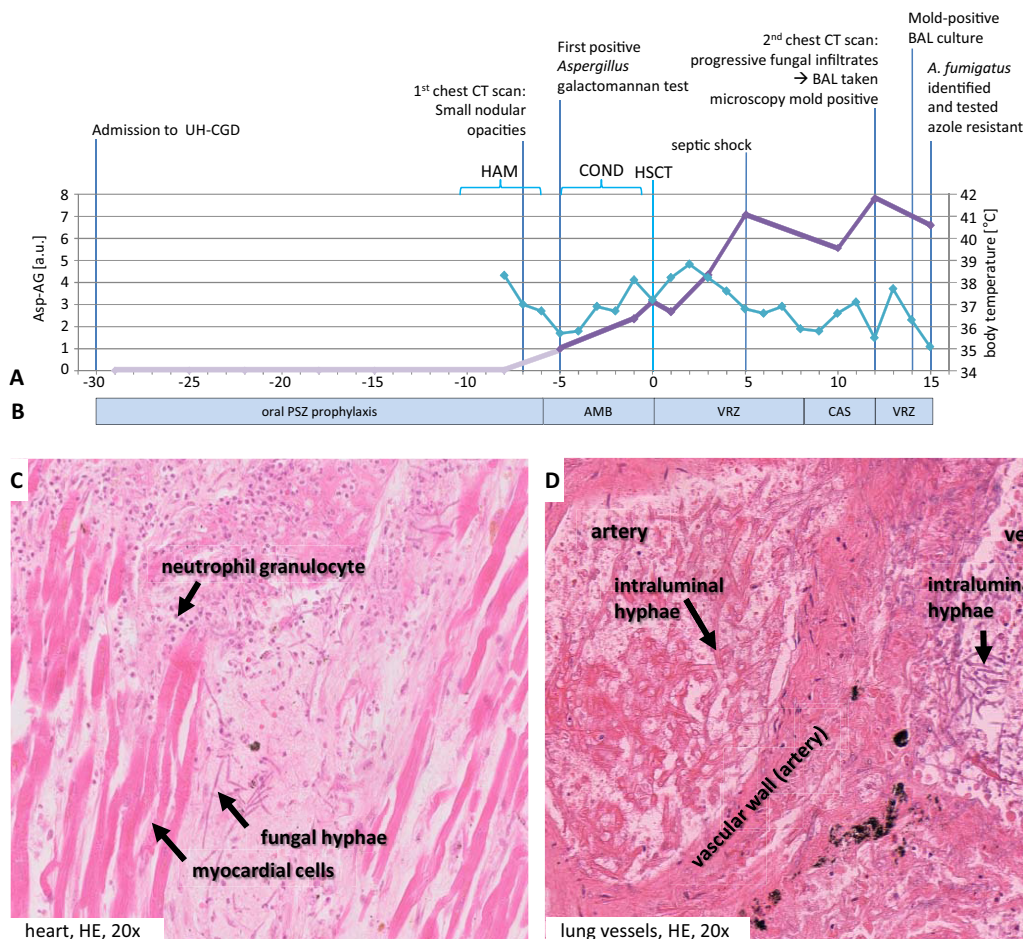 Mold-positive
BAL culture
2nd chest CT scan:
progressive fungal infiltrates
→ BAL taken
microscopy mold positive
First positive
Aspergillus
galactomannan test
A. fumigatus
identified
and tested
azole resistant
1st chest CT scan:
Small nodular
opacities
Admission to UH-CGD
septic shock
HAM
COND
HSCT
Asp-AG [a.u.]
8
7
6
5
4
3
2
1
0
42
41
40
39
38
37
36
35
34
body temperature [°C]
-30 -25 -20 -15 -10 -5 0 5 10 15
A
B
oral PSZ prophylaxis AMB VRZ CAS VRZ
C
neutrophil granulocyte
fungal hyphae
myocardial cells
heart, HE, 20x
D
artery
ve
intraluminal
hyphae
intralumin
hyphae
vascular wall (artery)
lung vessels, HE, 20x